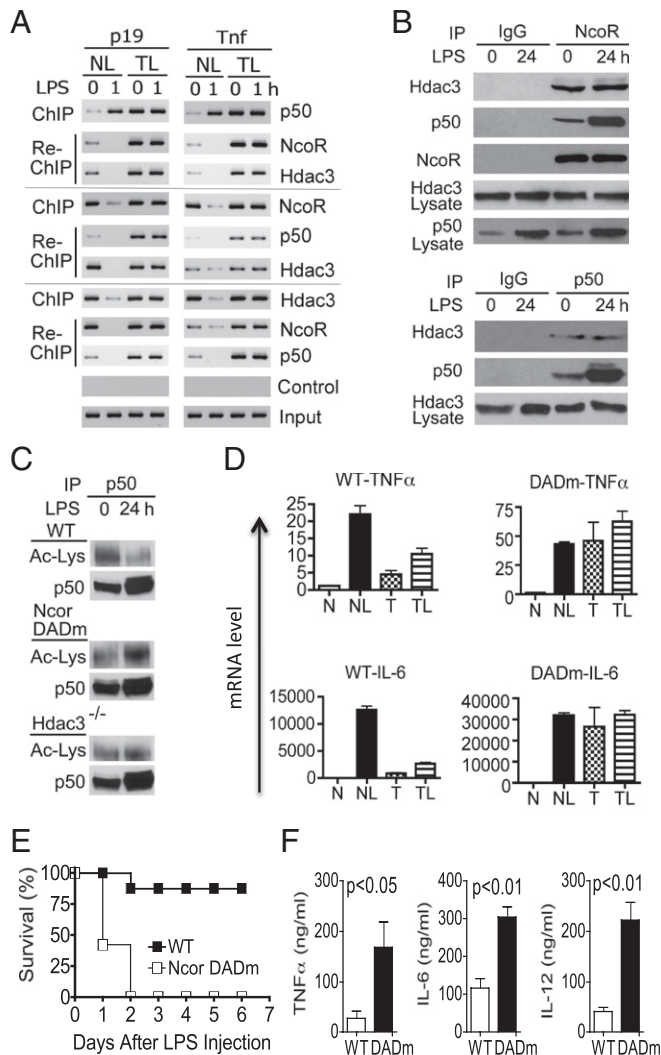 A
p19 Tnf
NL TL NL TL
LPS 0 1 0 1 0 1 0 1 h
ChIP p50
Re-
ChIP
NcoR
Hdac3
ChIP NcoR
Re-
ChIP
p50
Hdac3
ChIP Hdac3
Re-
ChIP
NcoR
p50
Control
Input
B
IP IgG NcoR
LPS 0 24 0 24 h
Hdac3
p50
NcoR
Hdac3
Lysate
p50
Lysate
IP IgG p50
LPS 0 24 0 24 h
Hdac3
p50
Hdac3
Lysate
C
IP p50
LPS 0 24 h
WT
Ac-Lys
p50
Ncor
DADm
Ac-Lys
p50
Hdac3 -/-
Ac-Lys
p50
D
mRNA level
WT-TNFα
25
20
15
10
5
0
N NL T TL
DADm-TNFα
75
50
25
0
N NL T TL
WT-IL-6
15000
10000
5000
0
N NL T TL
DADm-IL-6
40000
30000
20000
10000
0
N NL T TL
E
Survival (%)
100
75
50
25
0
WT
Ncor DADm
0 1 2 3 4 5 6 7
Days After LPS Injection
F
TNFα (ng/ml)
300
200
100
0
p<0.05
WT DADm
IL-6 (ng/ml)
400
300
200
100
0
p<0.01
WT DADm
IL-12 (ng/ml)
300
200
100
0
p<0.01
WT DADm